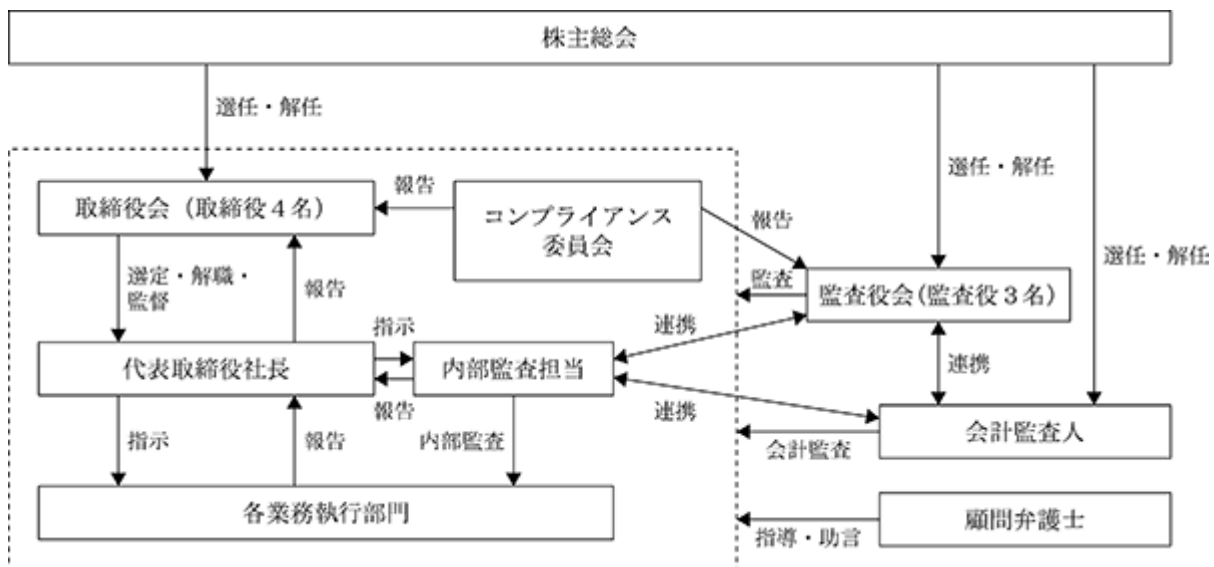 株主総会
選任・解任
選任・解任
選任・解任
取締役会（取締役４名）
報告
コンプライアンス
委員会
報告
監査
監査役会(監査役３名)
選定・解職・
監督
報告
指示
連携
代表取締役社長
内部監査担当
報告
連携
連携
会計監査人
指示
報告
内部監査
会計監査
各業務執行部門
顧問弁護士
指導・助言